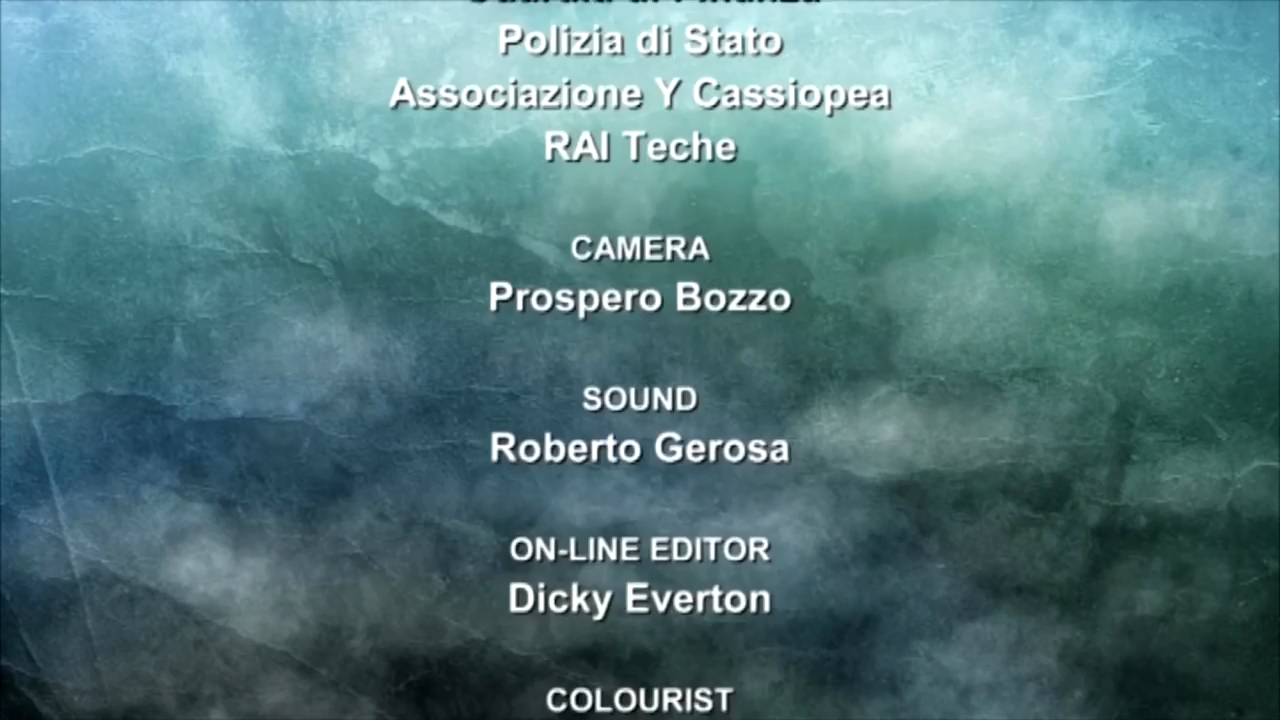 Polizia di Stato
Associazione Y Cassiopea
RAI Teche
CAMERA
Prospero Bozzo
SOUND
Roberto Gerosa
ON-LINE EDITOR
Dicky Everton
COLOURIST